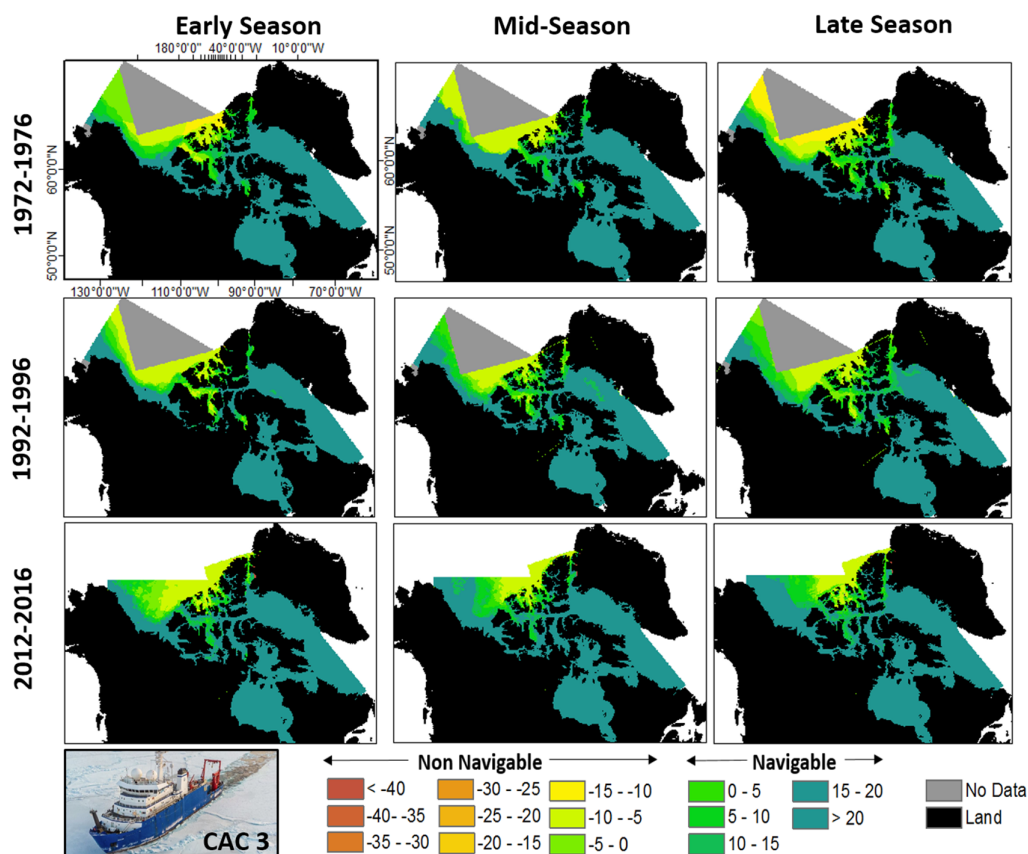 Early Season
Mid-Season
Late Season
180°0'0" 40°0'0"W 10°0'0"W
1972-1976
60°0'0"N
50°0'0"N
60°0'0"N
50°0'0"N
130°0'0"W 110°0'0"W 90°0'0"W 70°0'0"W
1992-1996
2012-2016
CAC 3
Non Navigable
Navigable
< -40
-40- -35
-35 - -30
-30 - -25
-25 - -20
-20 - -15
-15 - -10
-10 - -5
-5 - 0
0 - 5
5 - 10
10 - 15
15 - 20
> 20
No Data
Land